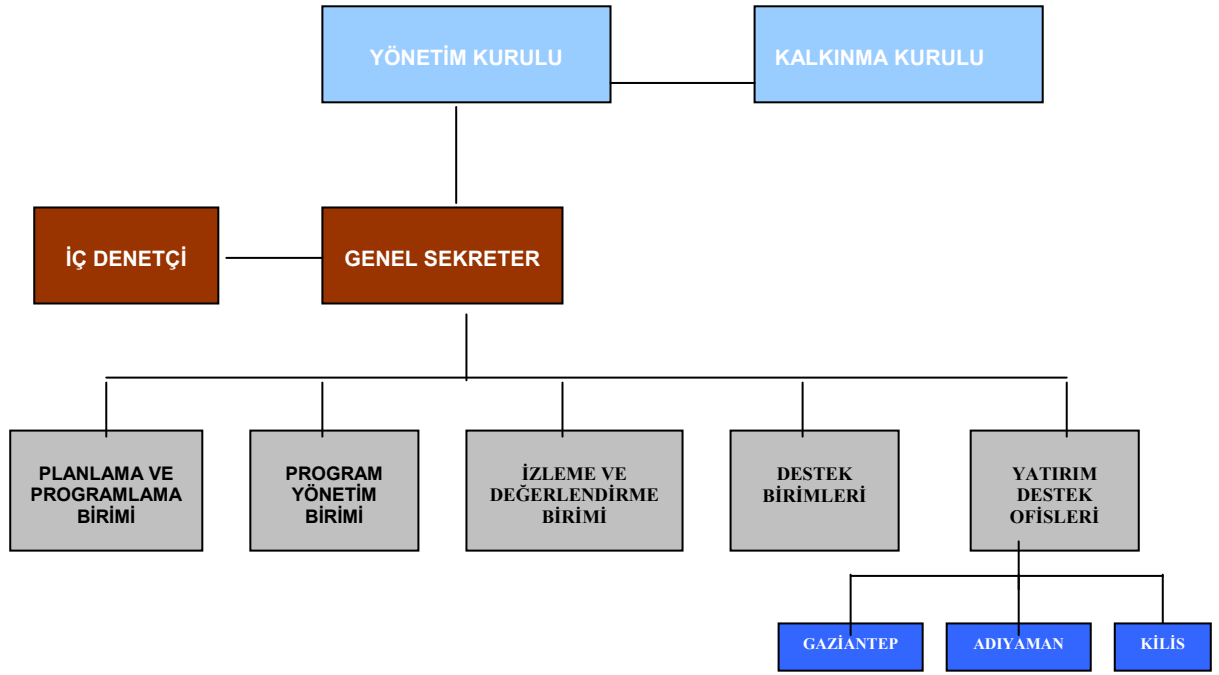 YÖNETİM KURULU
KALKINMA KURULU
İÇ DENETÇİ
GENEL SEKRETER
PLANLAMA VE
PROGRAMLAMA
BİRİMİ
PROGRAM
YÖNETİM
BİRİMİ
İZLEME VE
DEĞERLENDİRME
BİRİMİ
DESTEK
BİRİMLERİ
YATIRIM
DESTEK
OFİSLERİ
GAZİANTEP
ADIYAMAN
KİLİS